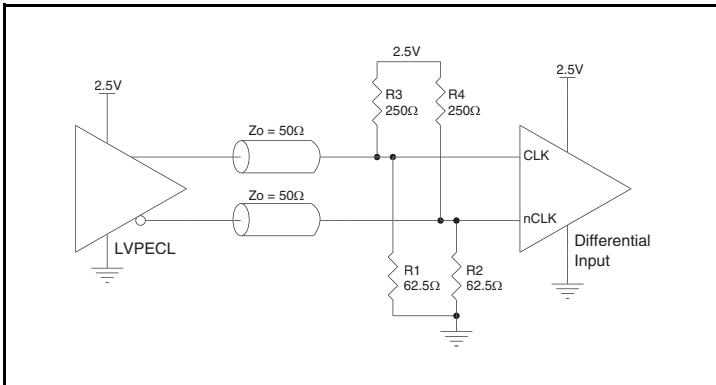 2.5V
2.5V
2.5V
R3
250Ω
R4
250Ω
Zo = 50Ω
CLK
Zo = 50Ω
nCLK
LVPECL
Differential
Input
R1
62.5Ω
R2
62.5Ω